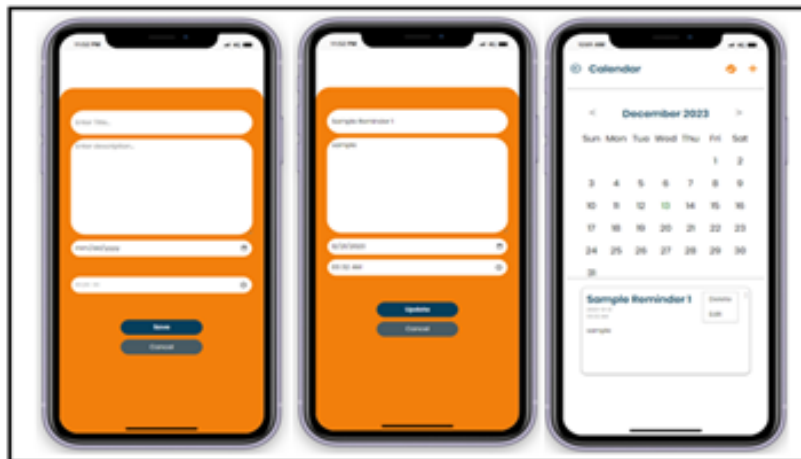 Enter Title...
Enter description...
Save
Cancel
Sample Reminder 1
sample
Update
Cancel
Calendar
< December 2023 >
Sun Mon Tue Wed Thu Fri Sat
1 2
3 4 5 6 7 8 9
10 11 12 13 14 15 16
17 18 19 20 21 22 23
24 25 26 27 28 29 30
31
Sample Reminder 1
Delete
Edit
sample